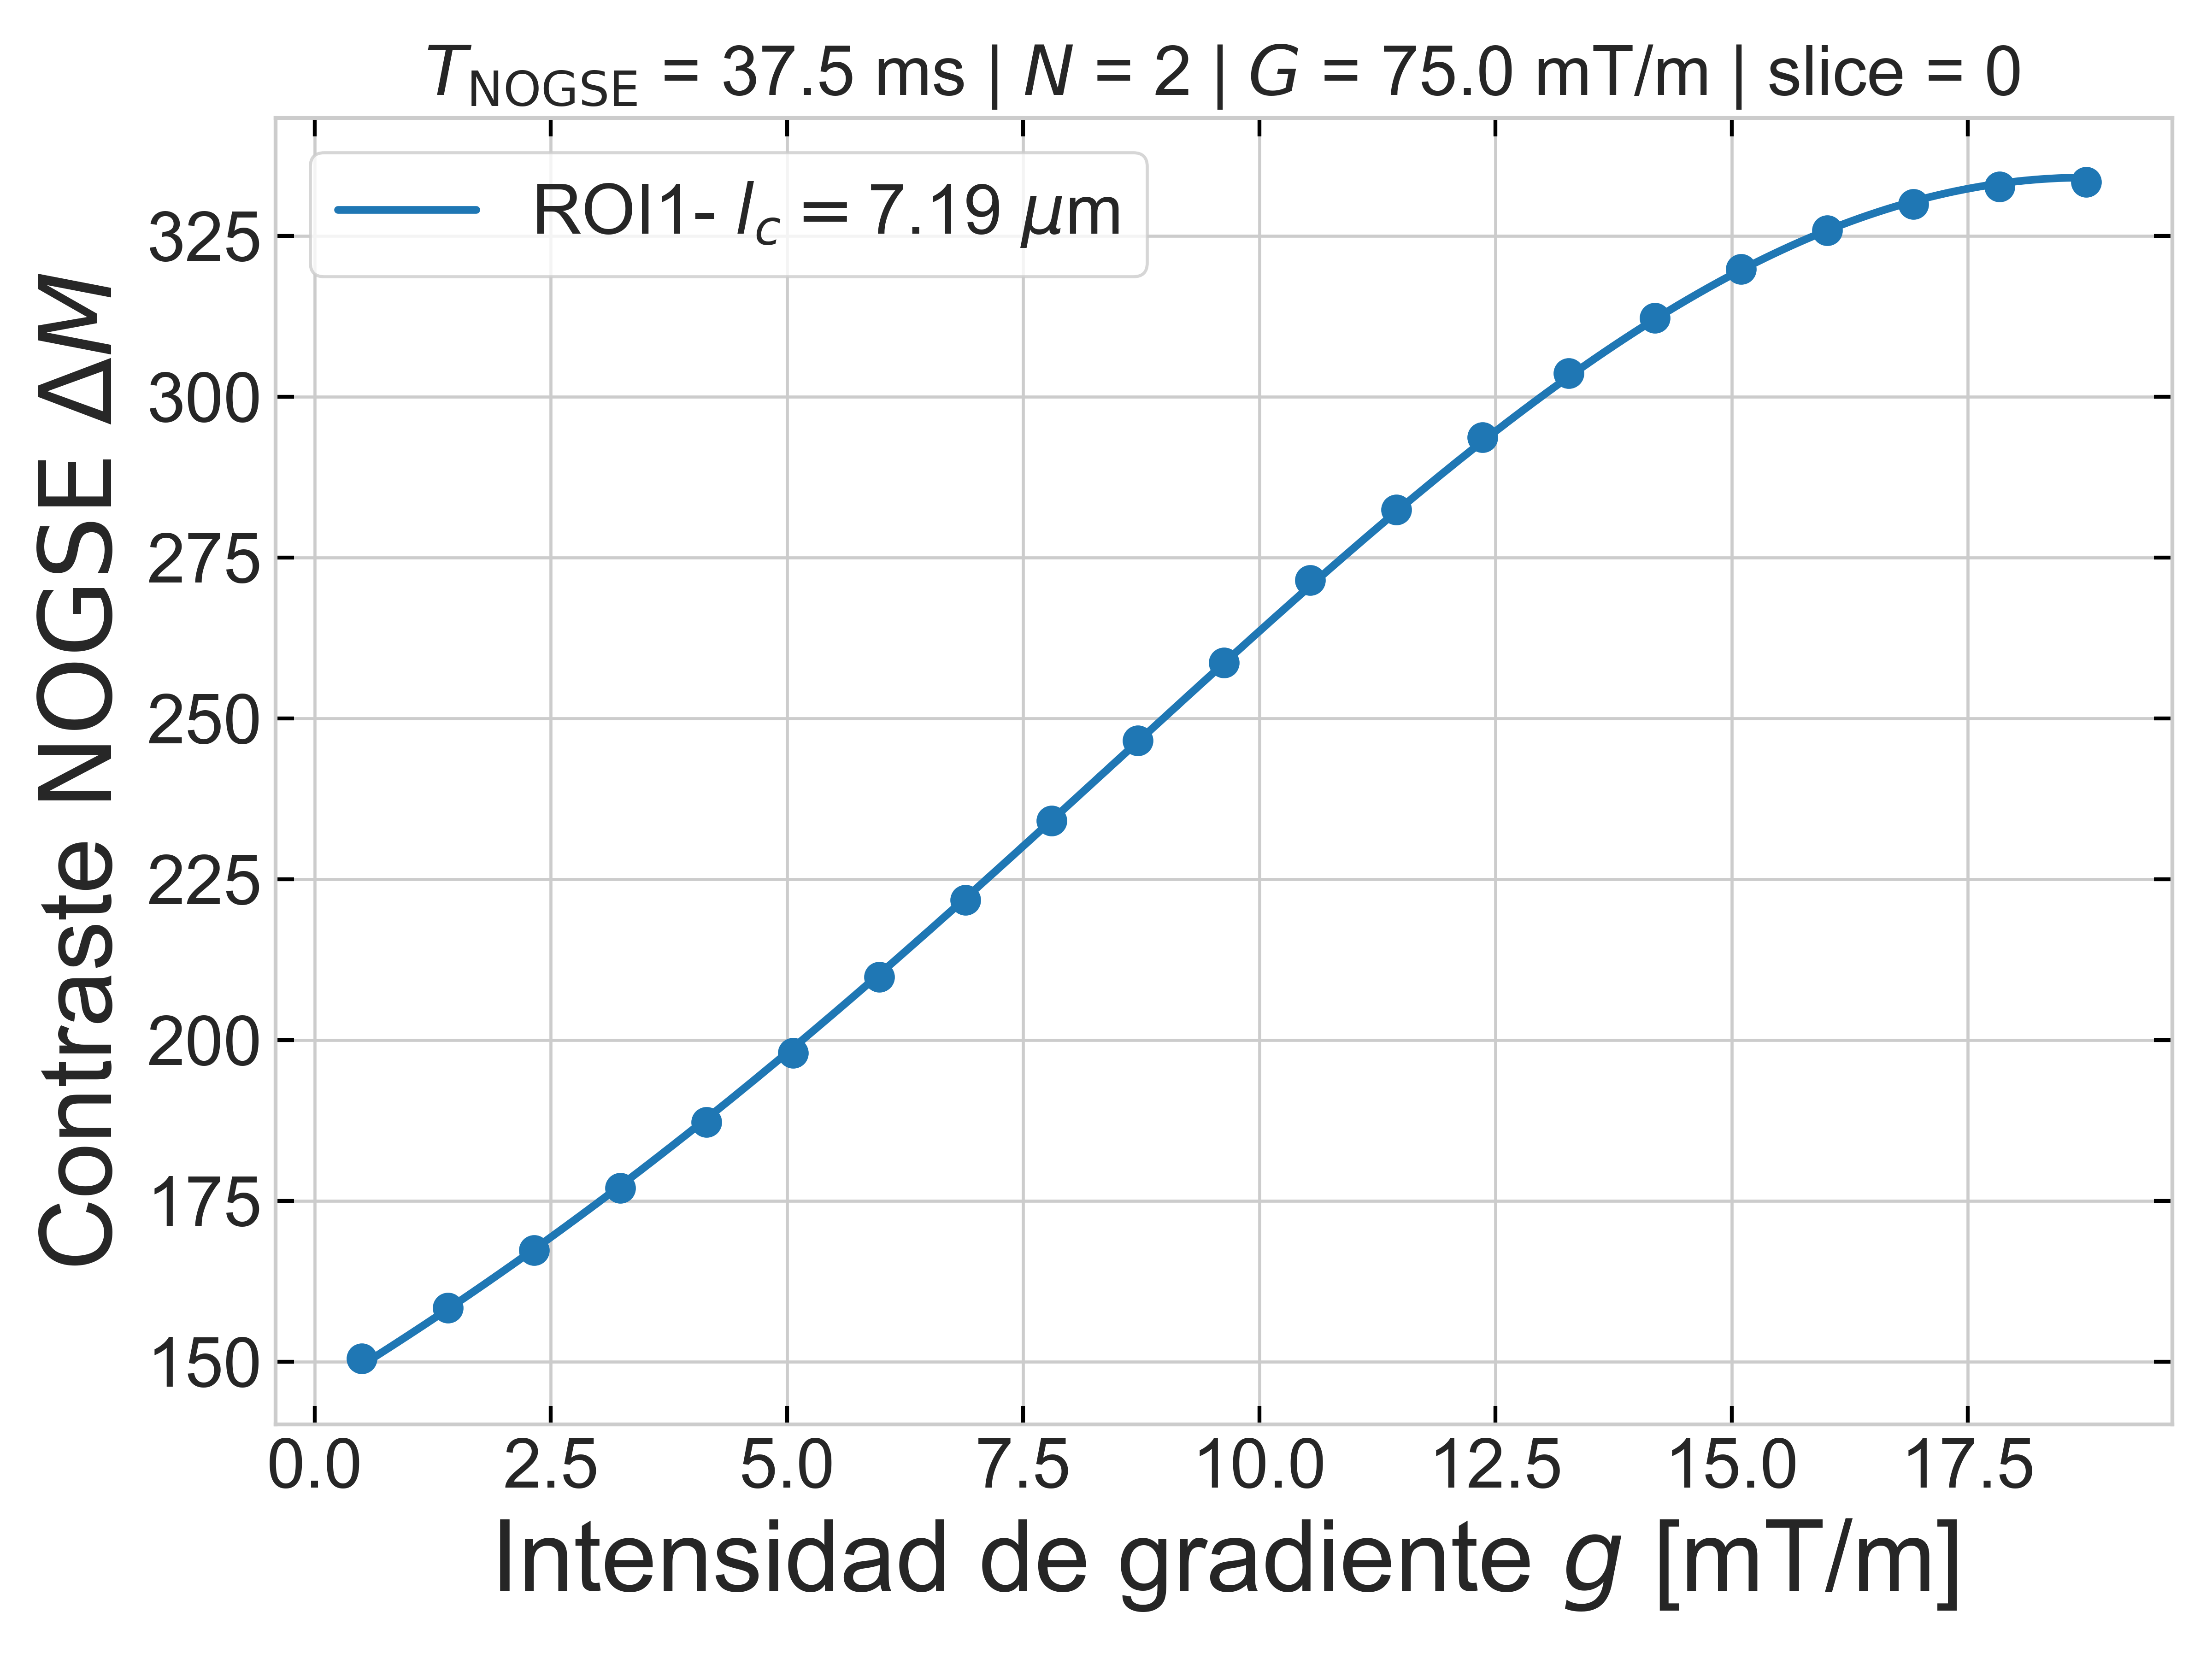 T_NOGSE = 37.5 ms | N = 2 | G = 75.0 mT/m | slice = 0
ROI1- l_c = 7.19 μm
Contraste NOGSE ΔM
325
300
275
250
225
200
175
150
0.0 2.5 5.0 7.5 10.0 12.5 15.0 17.5
Intensidad de gradiente g [mT/m]